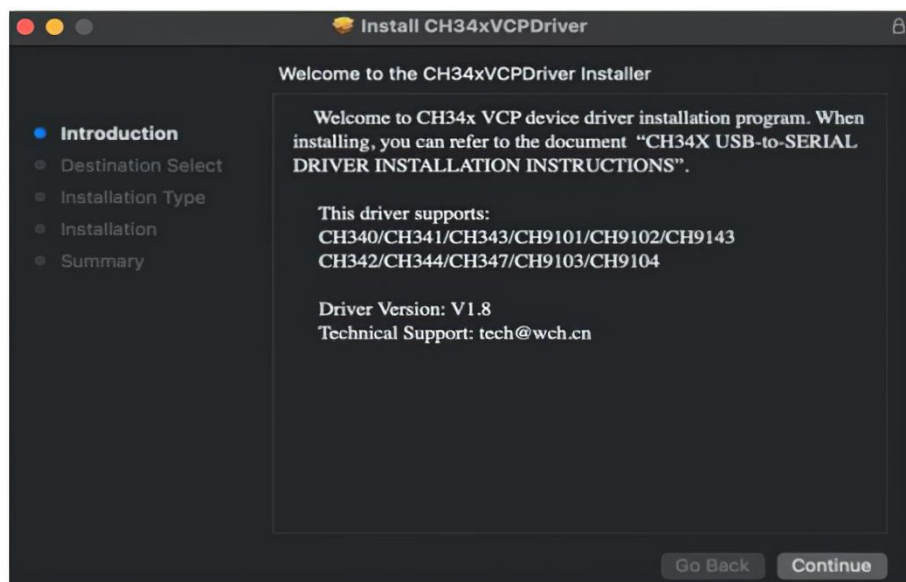 Install CH34xVCPDriver
Welcome to the CH34xVCPDriver Installer
Introduction
Destination Select
Installation Type
Installation
Summary
Welcome to CH34x VCP device driver installation program. When
installing, you can refer to the document “CH34X USB-to-SERIAL
DRIVER INSTALLATION INSTRUCTIONS”.
This driver supports:
CH340/CH341/CH343/CH9101/CH9102/CH9143
CH342/CH344/CH347/CH9103/CH9104
Driver Version: V1.8
Technical Support: tech@wch.cn
Go Back
Continue